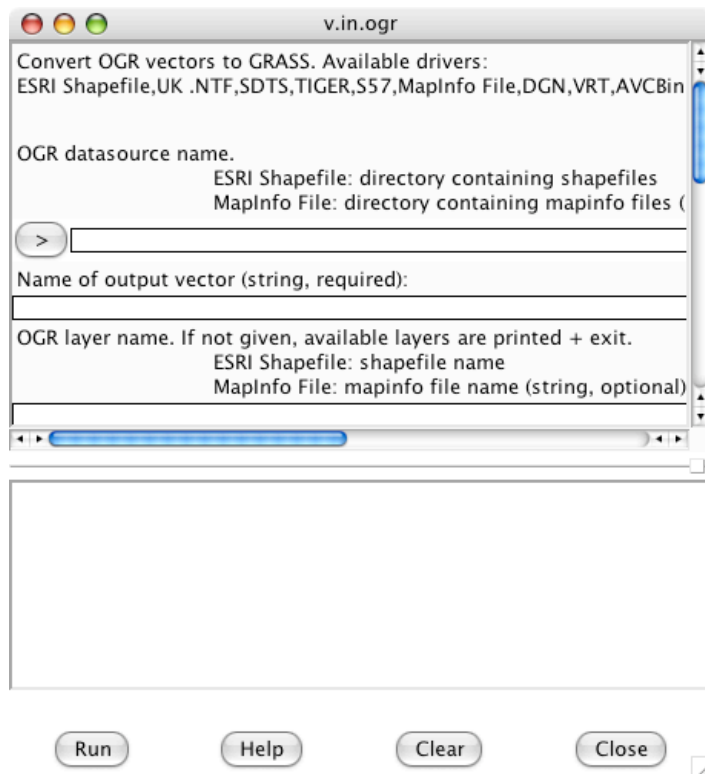 v.in.ogr
Convert OGR vectors to GRASS. Available drivers:
ESRI Shapefile,UK .NTF,SDTS,TIGER,S57,MapInfo File,DGN,VRT,AVCBin
OGR datasource name.
ESRI Shapefile: directory containing shapefiles
MapInfo File: directory containing mapinfo files (
>
Name of output vector (string, required):
OGR layer name. If not given, available layers are printed + exit.
ESRI Shapefile: shapefile name
MapInfo File: mapinfo file name (string, optional)
Run Help Clear Close